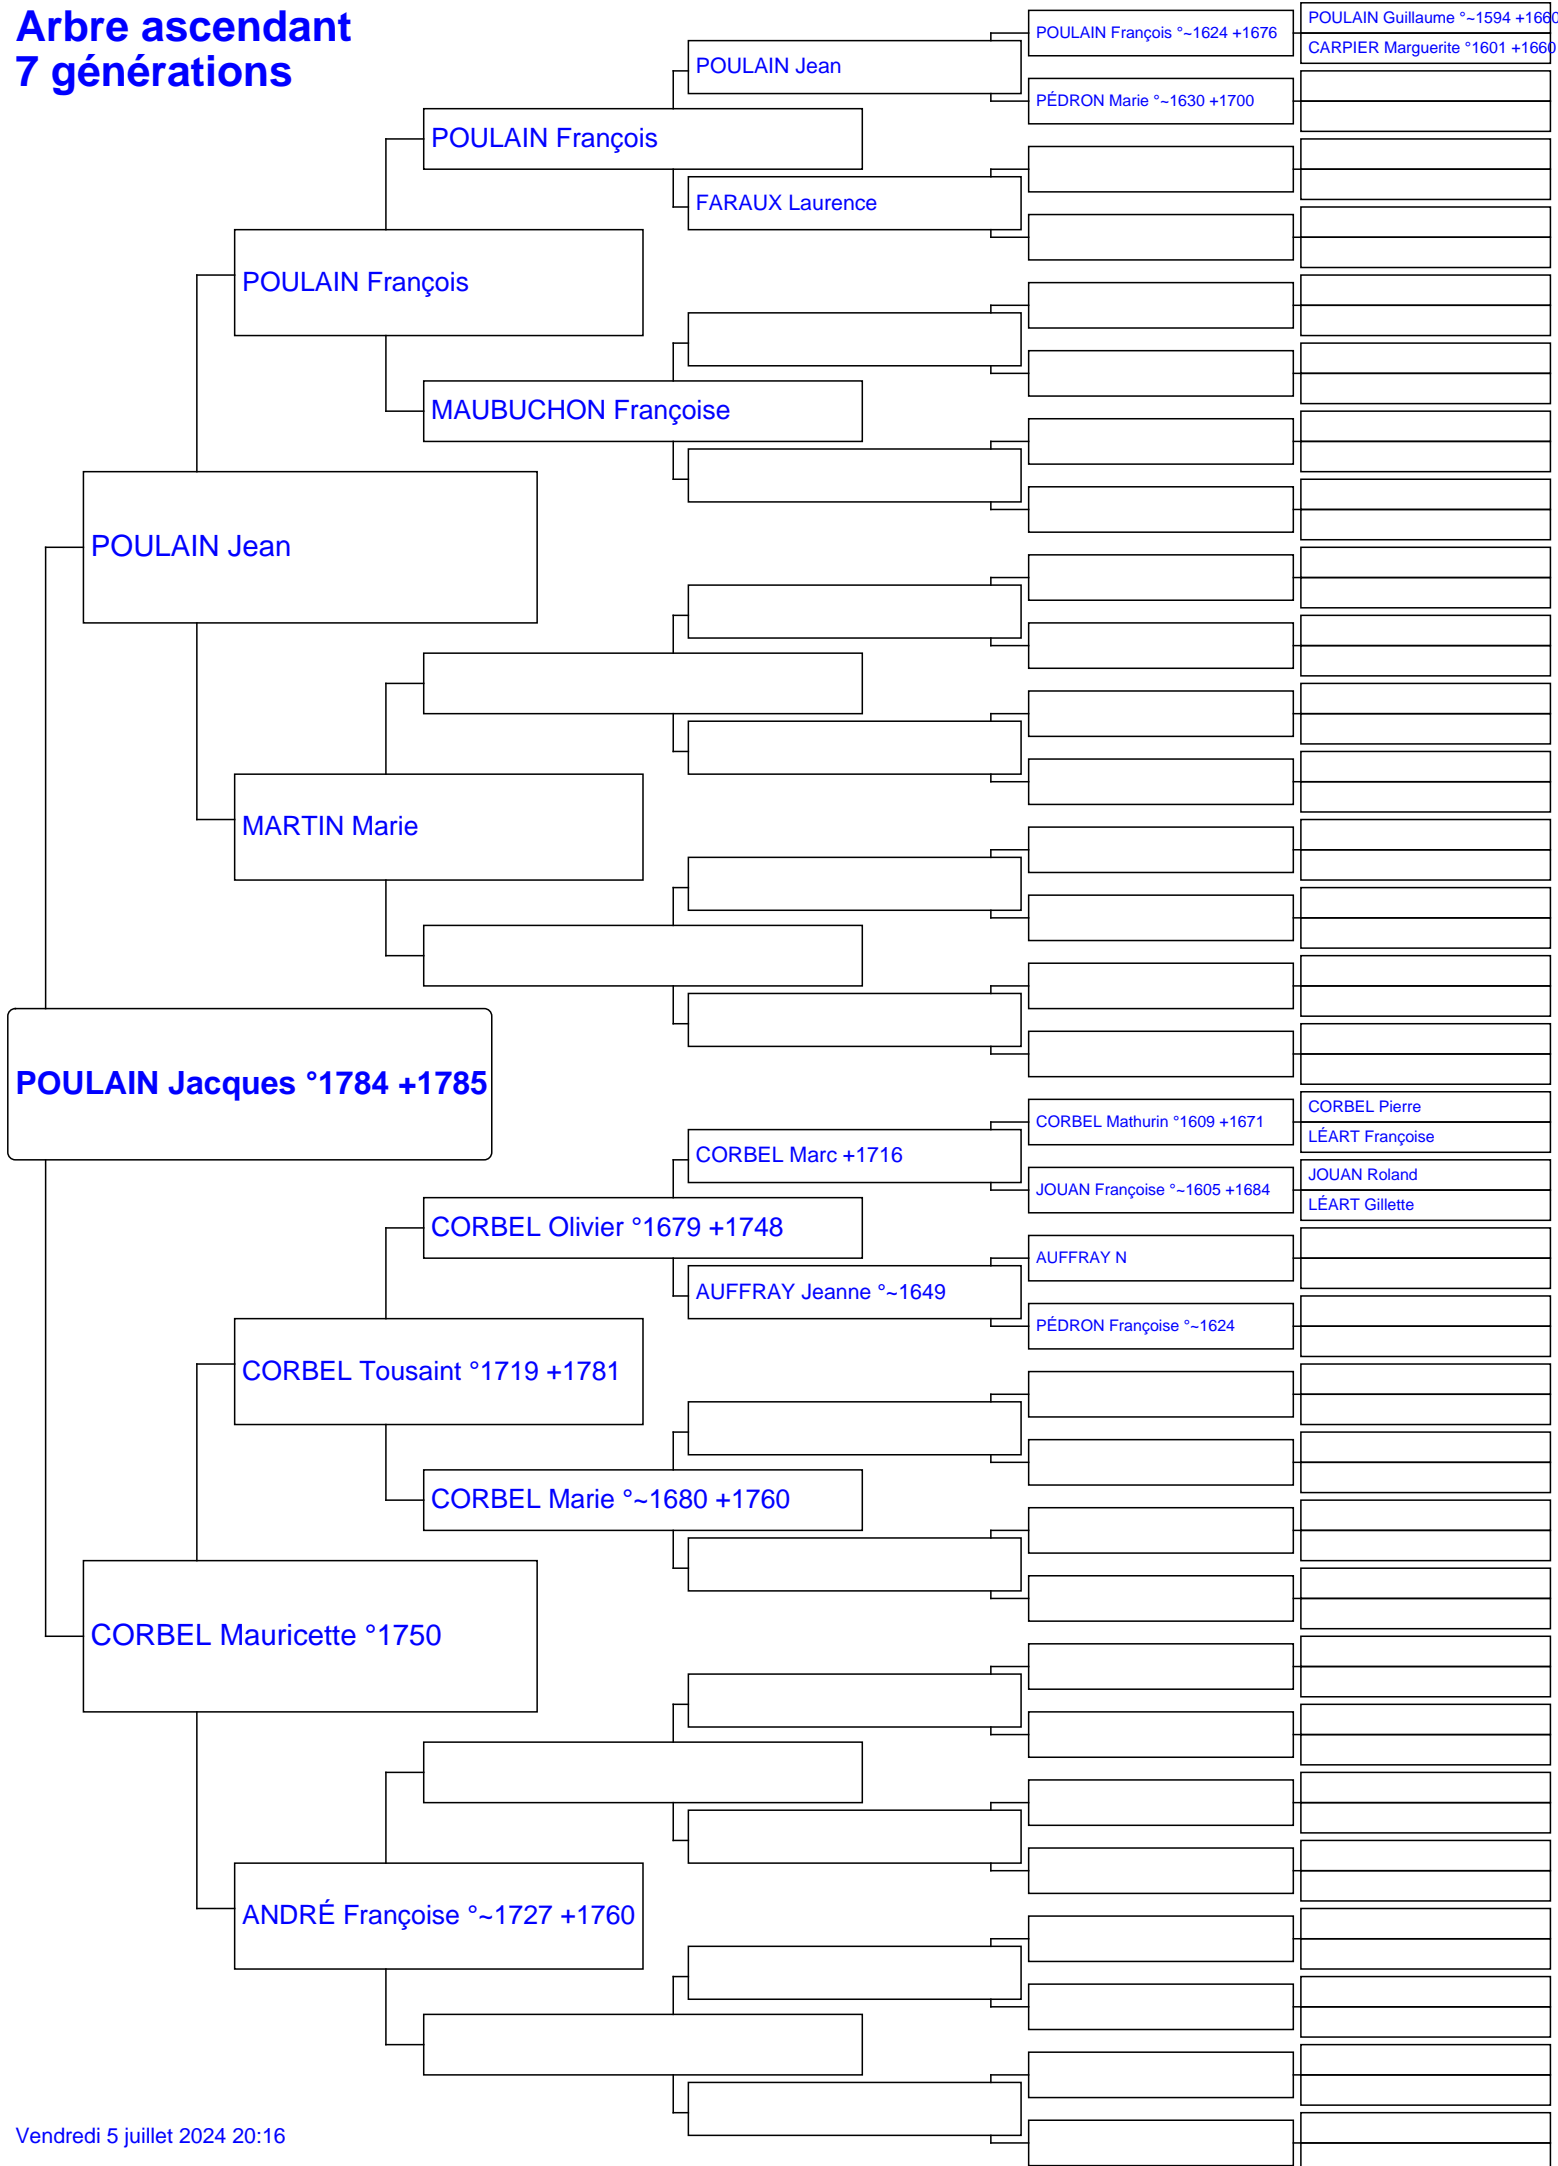 Arbre ascendant
7 générations
POULAIN Guillaume °~1594 +1660
POULAIN François °~1624 +1676
CARPIER Marguerite °1601 +1660
POULAIN Jean
PÉDRON Marie °~1630 +1700
POULAIN François
FARAUX Laurence
POULAIN François
MAUBUCHON Françoise
POULAIN Jean
MARTIN Marie
POULAIN Jacques °1784 +1785
CORBEL Pierre
CORBEL Mathurin °1609 +1671
LÉART Françoise
CORBEL Marc +1716
JOUAN Roland
JOUAN Françoise °~1605 +1684
LÉART Gillette
CORBEL Olivier °1679 +1748
AUFFRAY N
AUFFRAY Jeanne °~1649
PÉDRON Françoise °~1624
CORBEL Tousaint °1719 +1781
CORBEL Marie °~1680 +1760
CORBEL Mauricette °1750
ANDRÉ Françoise °~1727 +1760
Vendredi 5 juillet 2024 20:16